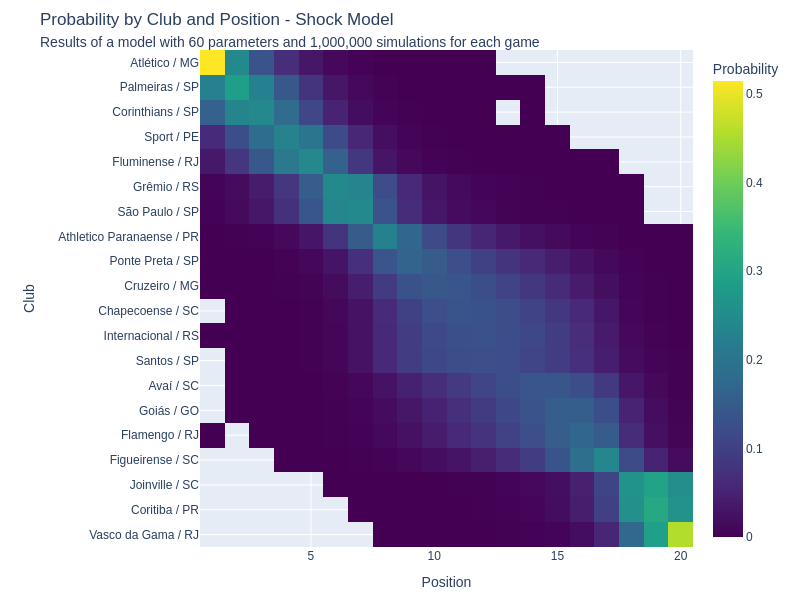 Probability by Club and Position - Shock Model
Results of a model with 60 parameters and 1,000,000 simulations for each game
Probability
0.5
0.4
0.3
0.2
0.1
0
Club
Atlético / MG
Palmeiras / SP
Corinthians / SP
Sport / PE
Fluminense / RJ
Grêmio / RS
São Paulo / SP
Athletico Paranaense / PR
Ponte Preta / SP
Cruzeiro / MG
Chapecoense / SC
Internacional / RS
Santos / SP
Avaí / SC
Goiás / GO
Flamengo / RJ
Figueirense / SC
Joinville / SC
Coritiba / PR
Vasco da Gama / RJ
5 10 15 20
Position